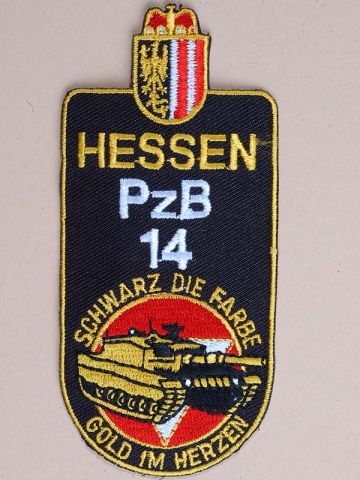 HESSEN
PzB
14
SCHWARZ DIE FARBE
GOLD IM HERZEN